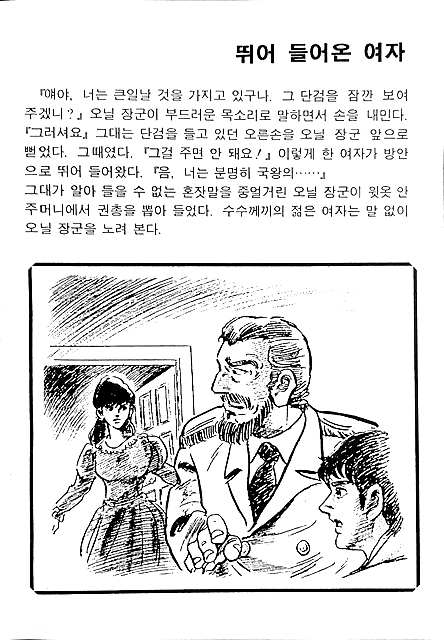 뛰어 들어온 여자
『얘야, 너는 큰일날 것을 가지고 있구나. 그 단검을 잠깐 보여
주겠니?』 오닐 장군이 부드러운 목소리로 말하면서 손을 내민다.
『그러셔요』 그대는 단검을 들고 있던 오른손을 오닐 장군 앞으로
뻗었다. 그때였다. 『그걸 주면 안 돼요!』 이렇게 한 여자가 방안
으로 뛰어 들어왔다. 『음, 너는 분명히 국왕의……』
그대가 알아 들을 수 없는 혼잣말을 중얼거린 오닐 장군이 윗옷 안
주머니에서 권총을 뽑아 들었다. 수수께끼의 젊은 여자는 말 없이
오닐 장군을 노려 본다.